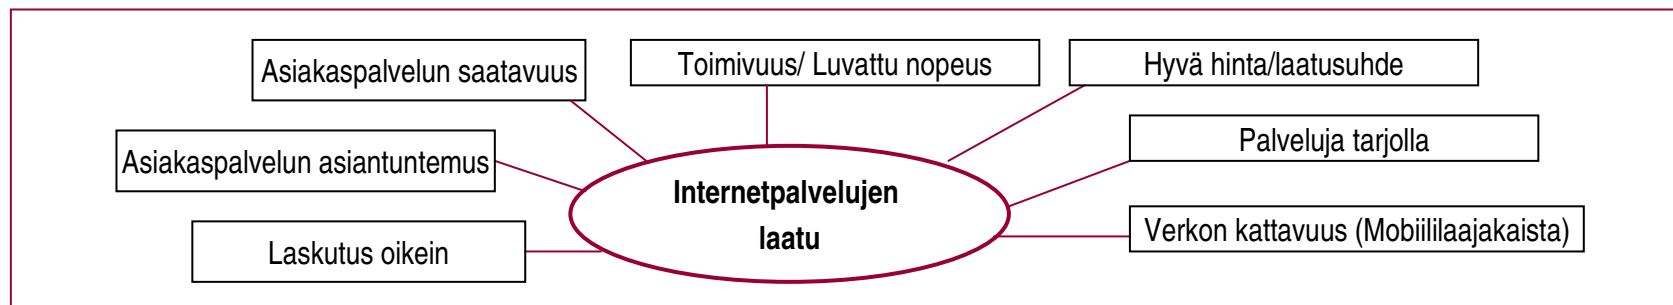 Asiakaspalvelun saatavuus
Toimivuus/ Luvattu nopeus
Hyvä hinta/laatusuhde
Asiakaspalvelun asiantuntemus
Palveluja tarjolla
Internetpalvelujen
laatu
Laskutus oikein
Verkon kattavuus (Mobiililaajakaista)